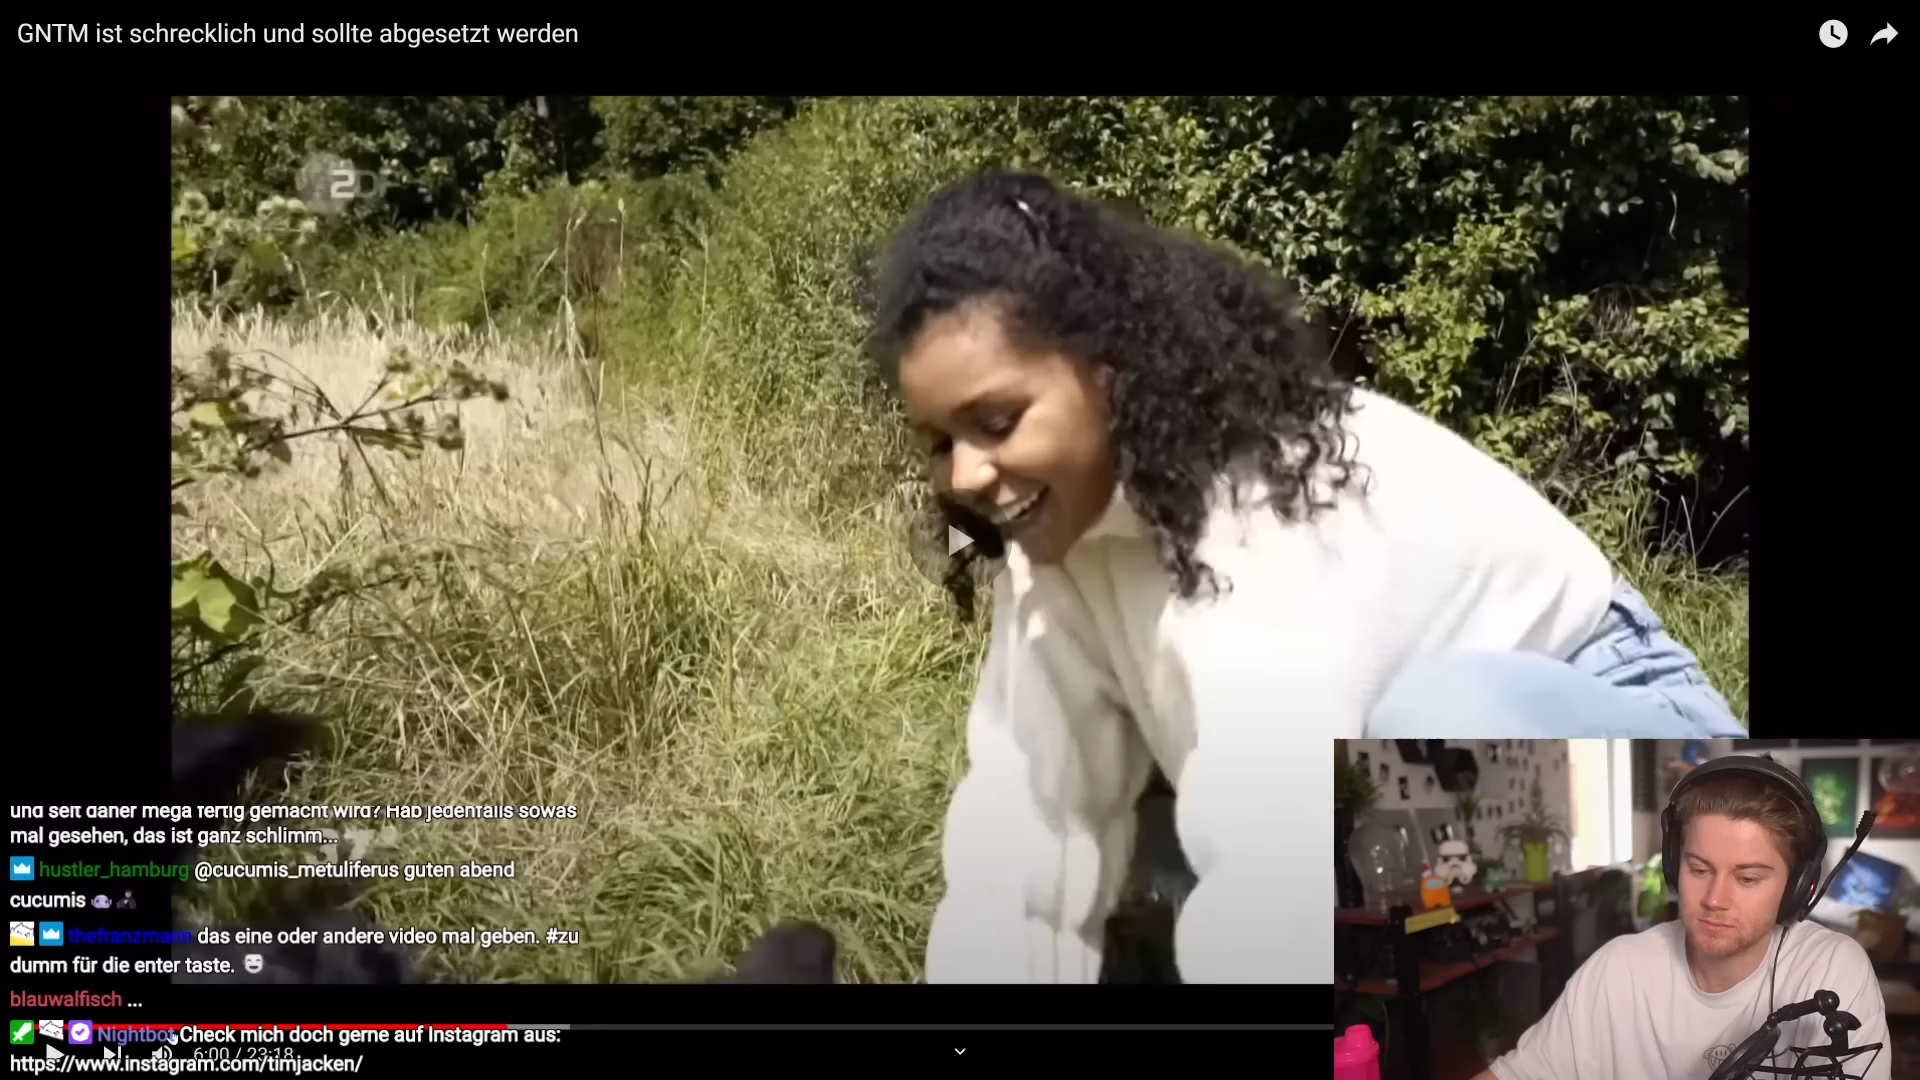 GNTM ist schrecklich und sollte abgesetzt werden
2DF
und seit daher mega fertig gemacht wird? Hab jedenfalls sowas
mal gesehen, das ist ganz schlimm...
hustler_hamburg @cucumis_metuliferus guten abend
cucumis
thefranzmann das eine oder andere video mal geben. #zu
dumm für die enter taste.
blauwalfisch ...
Nightbot Check mich doch gerne auf Instagram aus:
6:00 / 23:18
https://www.instagram.com/timjacken/